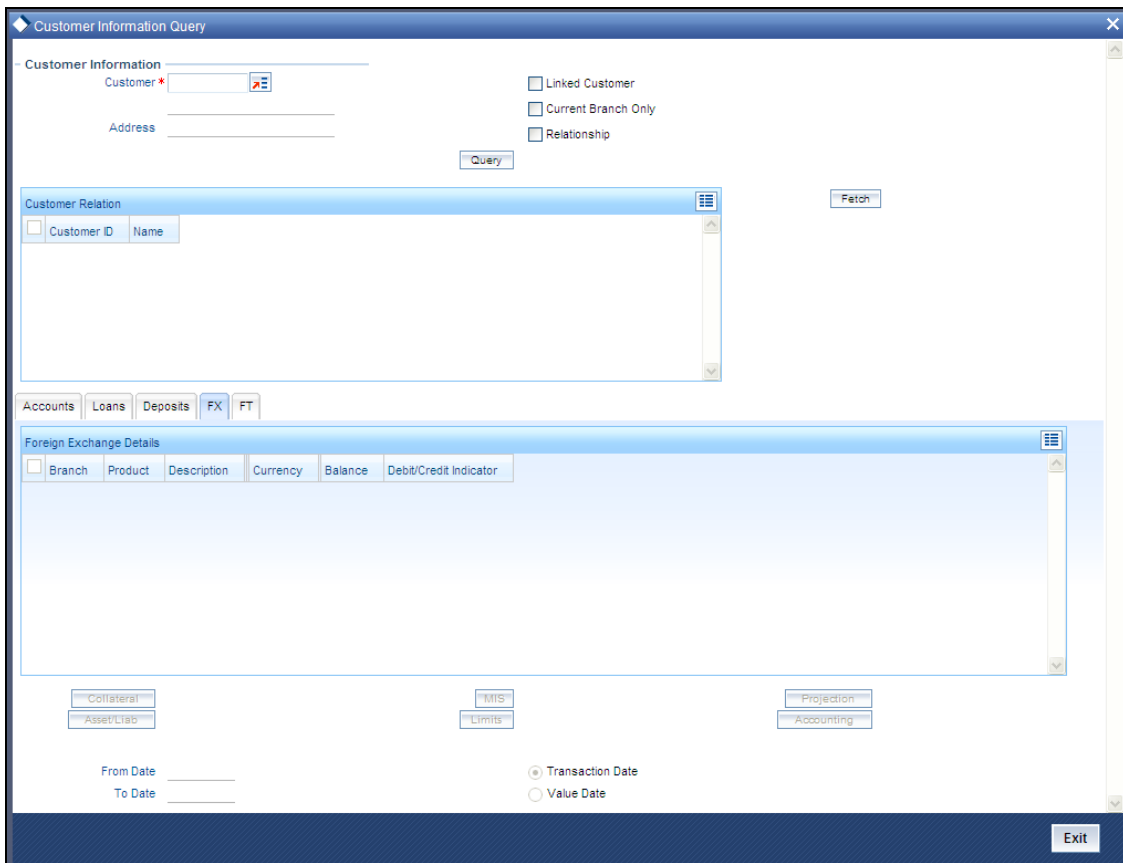 Customer Information Query
Customer Information
Customer *
Linked Customer
Current Branch Only
Address
Relationship
Query
Customer Relation
Fetch
Customer ID Name
Accounts Loans Deposits FX FT
Foreign Exchange Details
Branch Product Description Currency Balance Debit/Credit Indicator
Collateral MIS Projection
Asset/Liab Limits Accounting
From Date Transaction Date
To Date Value Date
Exit